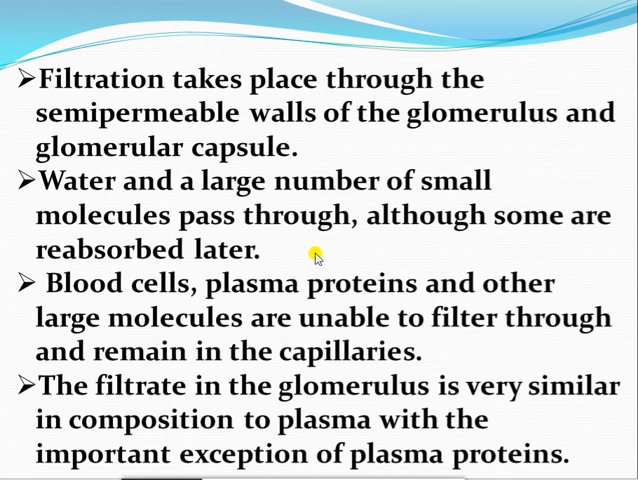 ➢Filtration takes place through the
semipermeable walls of the glomerulus and
glomerular capsule.
➢Water and a large number of small
molecules pass through, although some are
reabsorbed later.
➢ Blood cells, plasma proteins and other
large molecules are unable to filter through
and remain in the capillaries.
➢The filtrate in the glomerulus is very similar
in composition to plasma with the
important exception of plasma proteins.